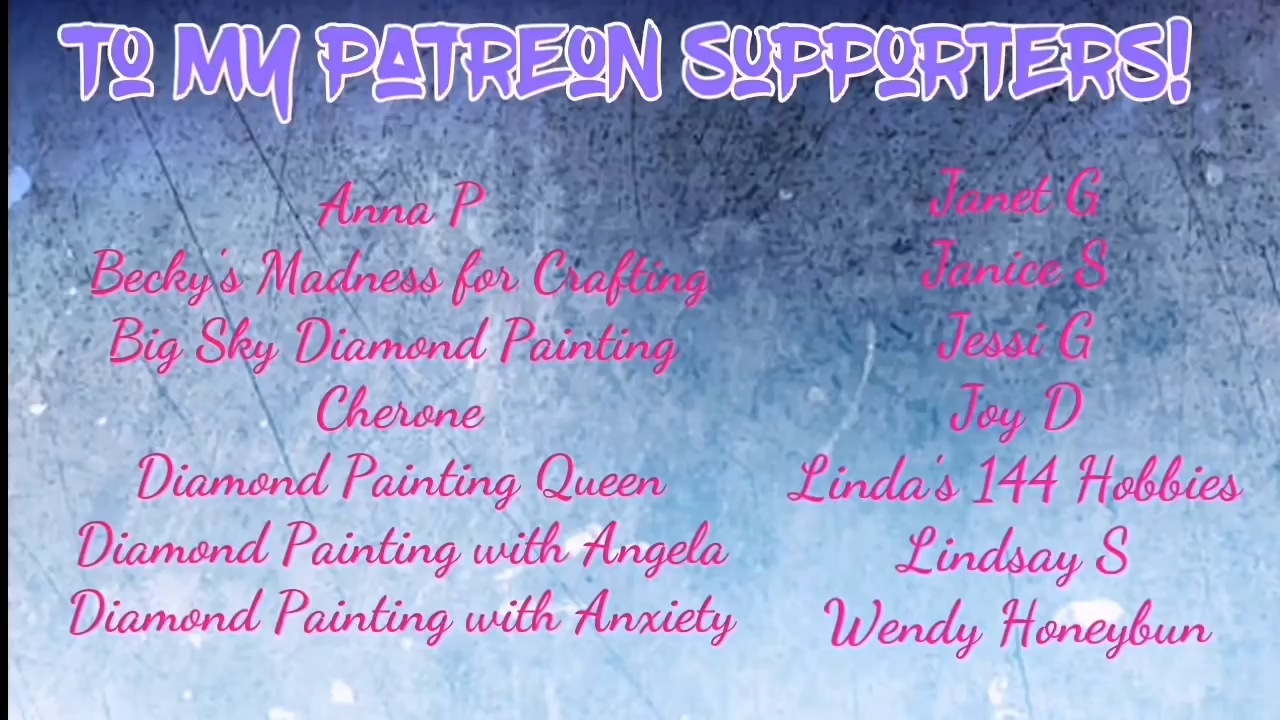 TO MY PATREON SUPPORTERS!
Anna P
Becky's Madness for Crafting
Big Sky Diamond Painting
Cherone
Diamond Painting Queen
Diamond Painting with Angela
Diamond Painting with Anxiety
Janet G
Janice S
Jessi G
Joy D
Linda's 144 Hobbies
Lindsay S
Wendy Honeybun